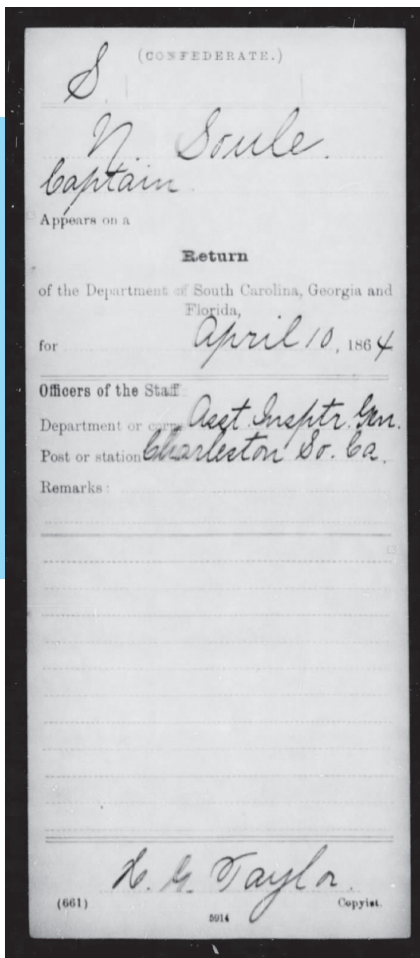 (CONFEDERATE.)
S.
N. Soule.
Captain
Appears on a
Return
of the Department of South Carolina, Georgia and
Florida,
for April 10, 1864
Officers of the Staff
Department or corps Asst. Insptr. Gen.
Post or station Charleston So. Ca.
Remarks:
H. G. Taylor.
(661) Copyist.
5914